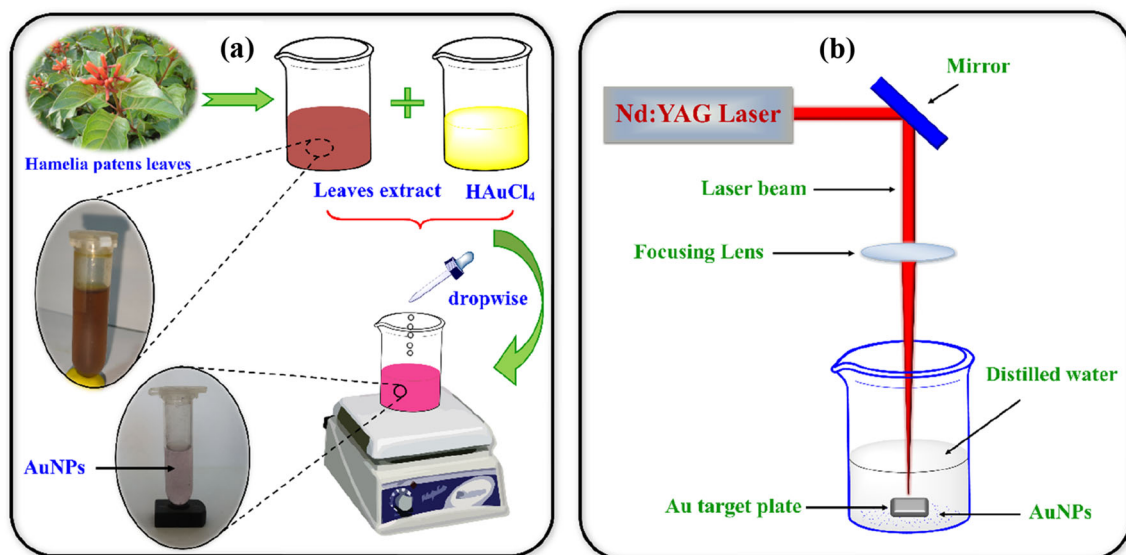 (a)
Hamelia patens leaves
Leaves extract
HAuCl₄
dropwise
AuNPs
(b)
Mirror
Nd:YAG Laser
Laser beam
Focusing Lens
Distilled water
Au target plate
AuNPs